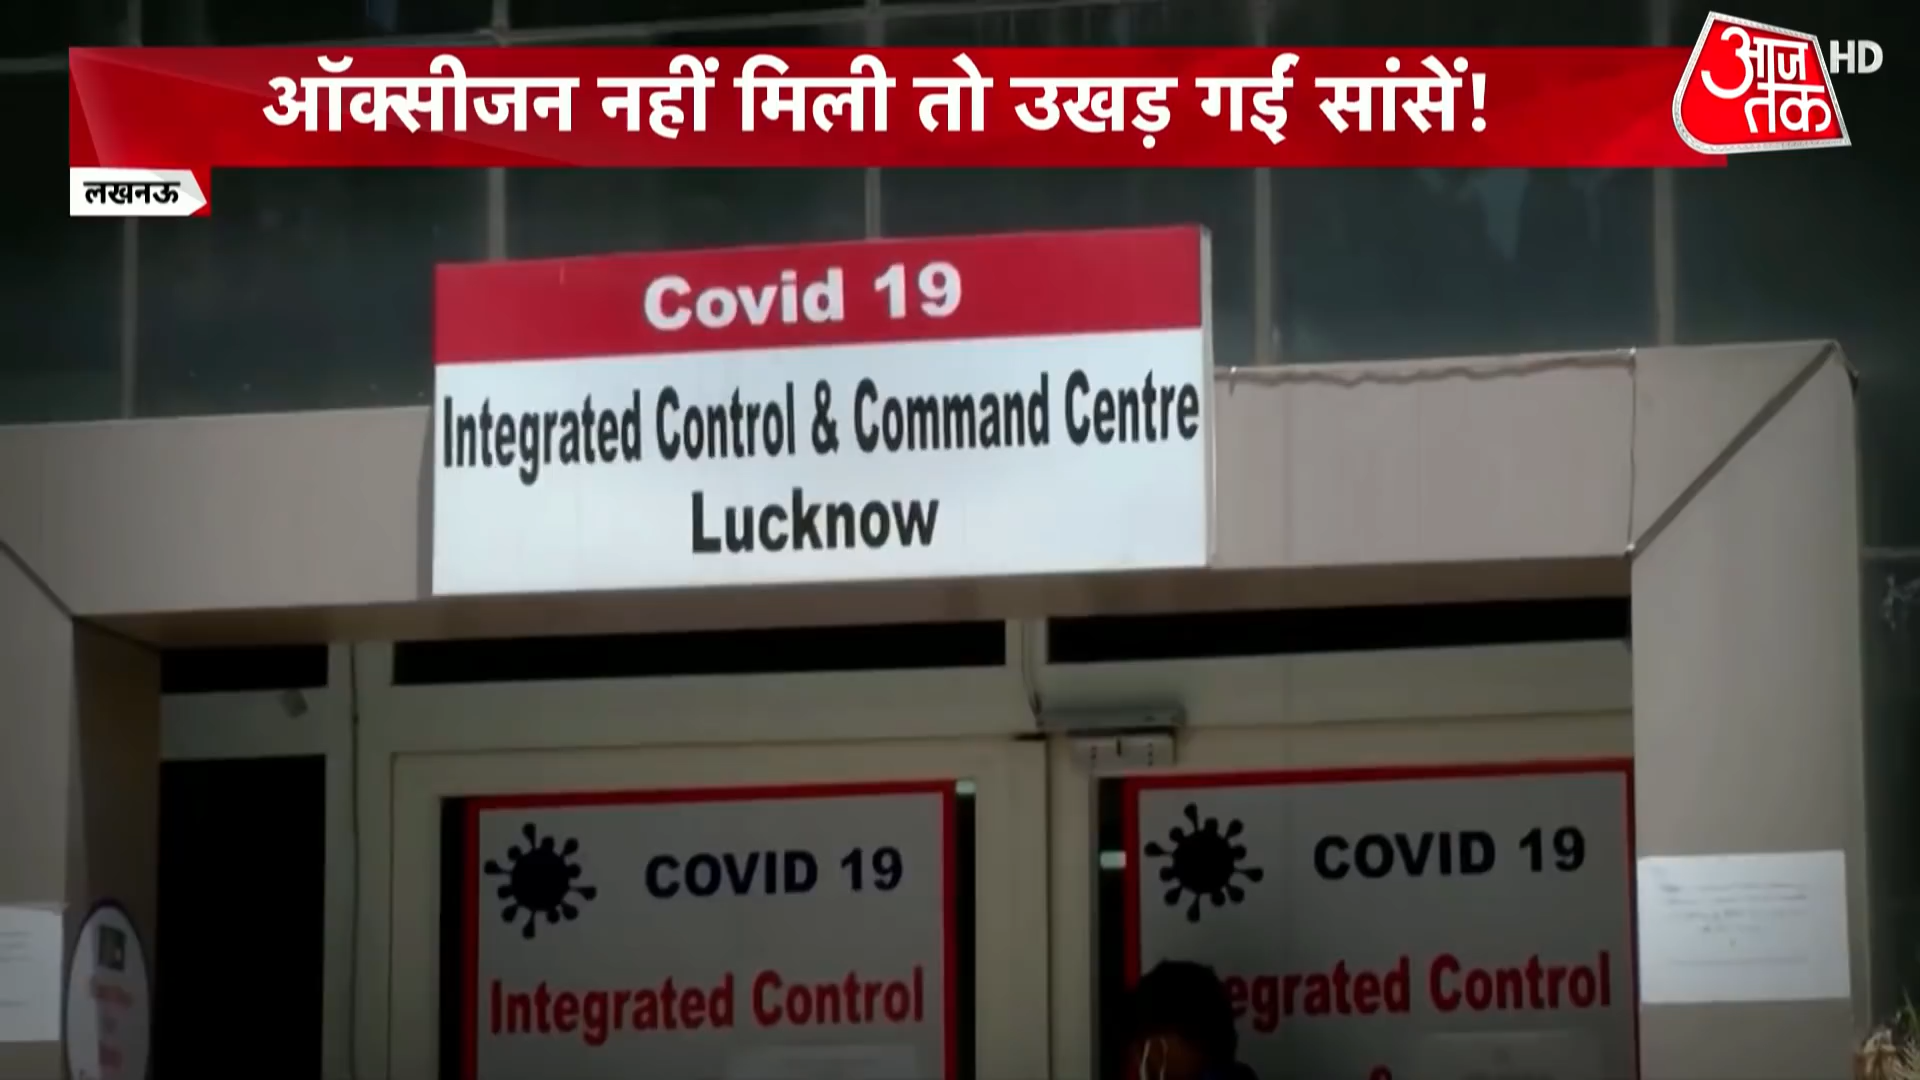 ऑक्सीजन नहीं मिली तो उखड़ गईं सांसें!
आज
तक
HD
लखनऊ
Covid 19
Integrated Control & Command Centre
Lucknow
COVID 19
Integrated Control
COVID 19
egrated Control
&